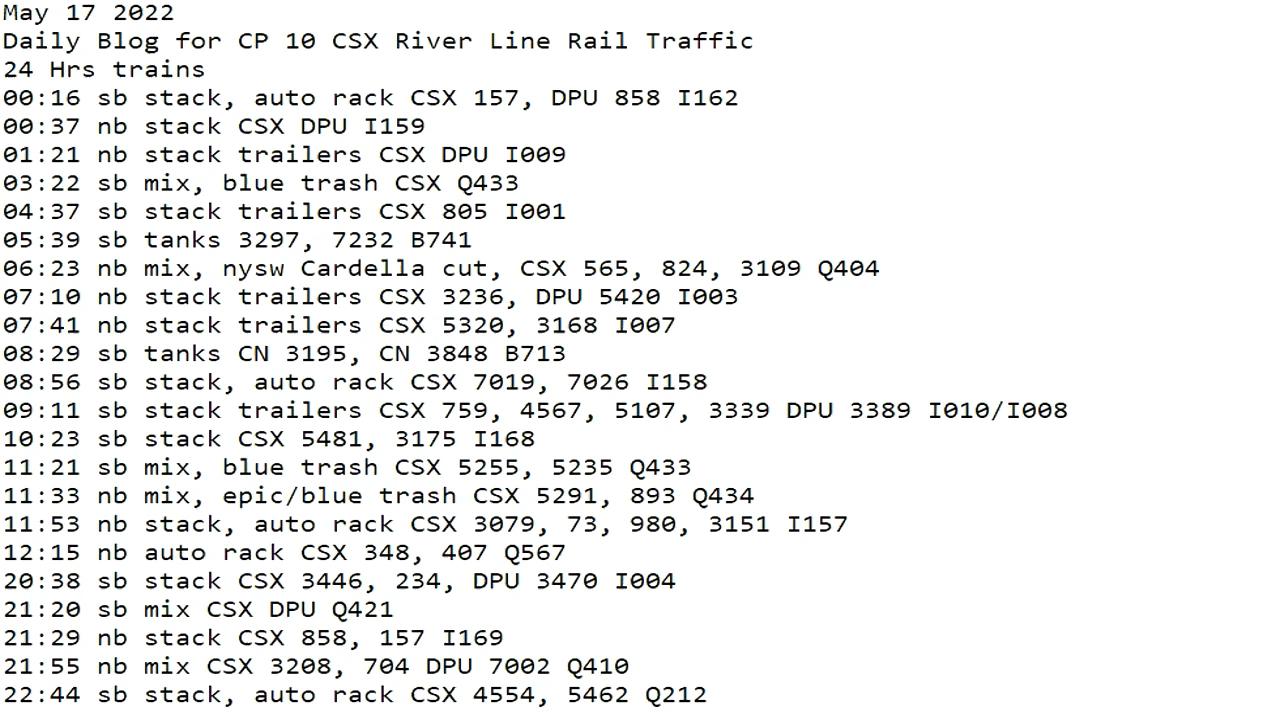 May 17 2022
Daily Blog for CP 10 CSX River Line Rail Traffic
24 Hrs trains
00:16 sb stack, auto rack CSX 157, DPU 858 I162
00:37 nb stack CSX DPU I159
01:21 nb stack trailers CSX DPU I009
03:22 sb mix, blue trash CSX Q433
04:37 sb stack trailers CSX 805 I001
05:39 sb tanks 3297, 7232 B741
06:23 nb mix, nysw Cardella cut, CSX 565, 824, 3109 Q404
07:10 nb stack trailers CSX 3236, DPU 5420 I003
07:41 nb stack trailers CSX 5320, 3168 I007
08:29 sb tanks CN 3195, CN 3848 B713
08:56 sb stack, auto rack CSX 7019, 7026 I158
09:11 sb stack trailers CSX 759, 4567, 5107, 3339 DPU 3389 I010/I008
10:23 sb stack CSX 5481, 3175 I168
11:21 sb mix, blue trash CSX 5255, 5235 Q433
11:33 nb mix, epic/blue trash CSX 5291, 893 Q434
11:53 nb stack, auto rack CSX 3079, 73, 980, 3151 I157
12:15 nb auto rack CSX 348, 407 Q567
20:38 sb stack CSX 3446, 234, DPU 3470 I004
21:20 sb mix CSX DPU Q421
21:29 nb stack CSX 858, 157 I169
21:55 nb mix CSX 3208, 704 DPU 7002 Q410
22:44 sb stack, auto rack CSX 4554, 5462 Q212